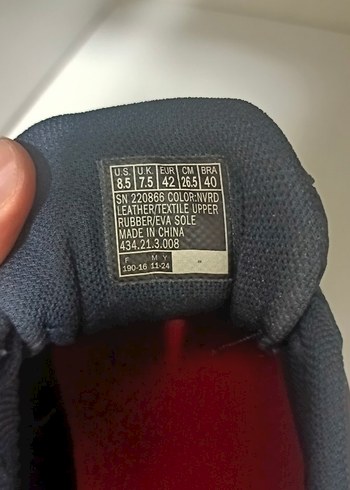 U.S. U.K. EUR CM BRA
8.5 7.5 42 26.5 40
SN 220866 COLOR:NVRD
LEATHER/TEXTILE UPPER
RUBBER/EVA SOLE
MADE IN CHINA
434.21.3.008
F M Y
190-16 11-24